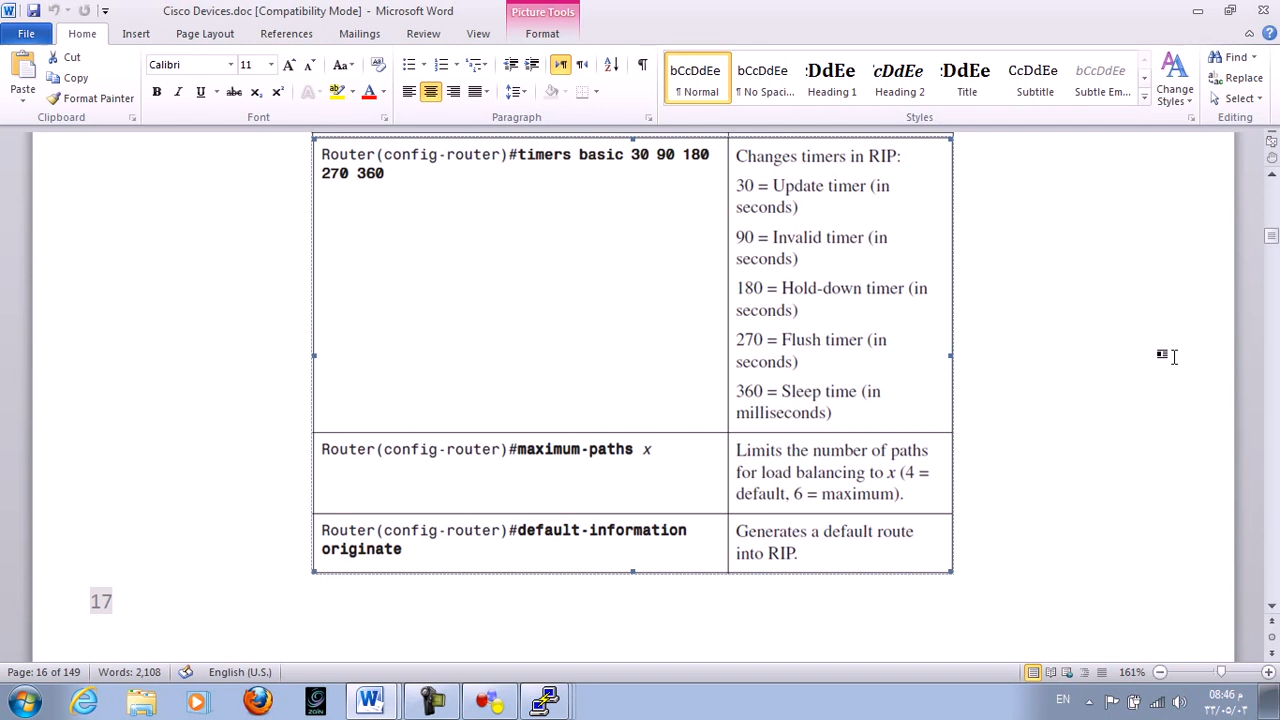 Cisco Devices.doc [Compatibility Mode] - Microsoft Word
Picture Tools
File Home Insert Page Layout References Mailings Review View Format
Paste
Cut
Copy
Format Painter
Clipboard
Calibri 11
Font
Paragraph
bCcDdEe
¶ Normal
bCcDdEe
¶ No Spaci...
:DdEe
Heading 1
:cDdEe
Heading 2
:DdEe
Title
CcDdEe
Subtitle
bCcDdEe
Subtle Em...
Change
Styles
Styles
Find
Replace
Select
Editing
Router(config-router)#timers basic 30 90 180
270 360
Changes timers in RIP:
30 = Update timer (in
seconds)
90 = Invalid timer (in
seconds)
180 = Hold-down timer (in
seconds)
270 = Flush timer (in
seconds)
360 = Sleep time (in
milliseconds)
Router(config-router)#maximum-paths x
Limits the number of paths
for load balancing to x (4 =
default, 6 = maximum).
Router(config-router)#default-information
originate
Generates a default route
into RIP.
17
Page: 16 of 149 Words: 2,108 English (U.S.) 161%
ZAIN
EN
08:46 م
٣٣/٠٥/٠٣